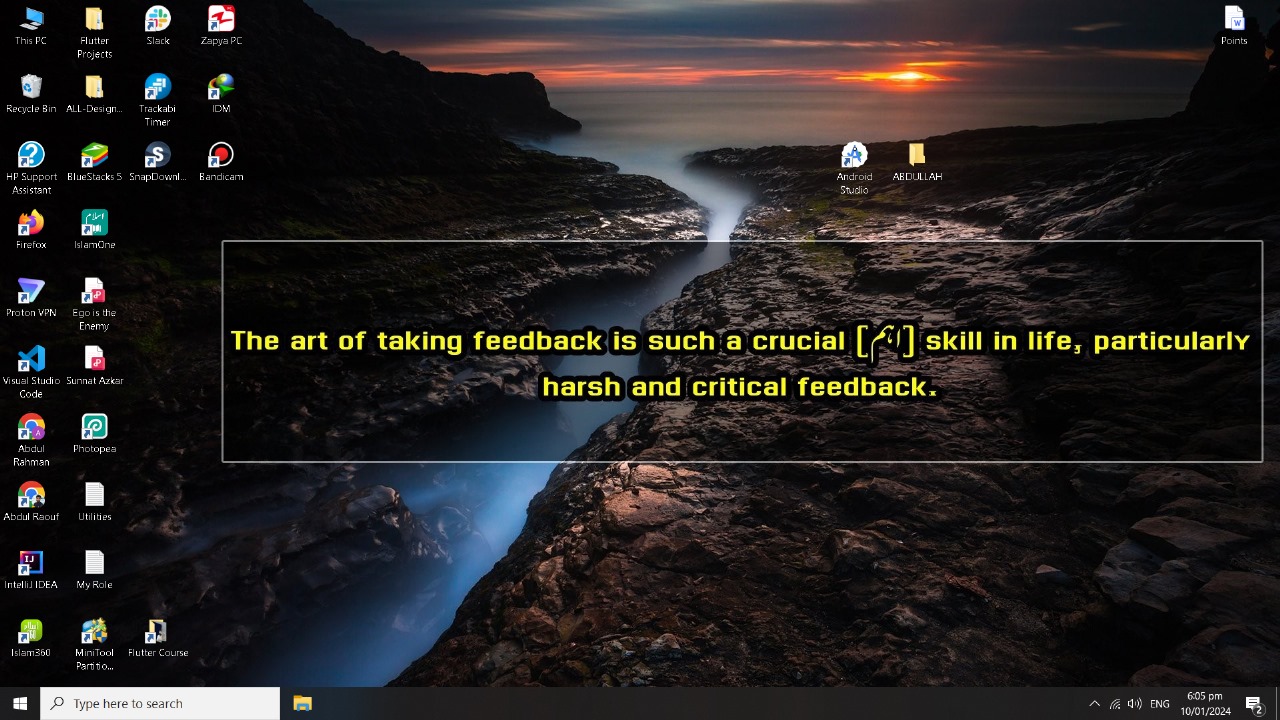 This PC
Flutter Projects
Slack
Zapya PC
Points
Recycle Bin
ALL-Design...
Trackabi Timer
IDM
HP Support Assistant
BlueStacks 5
SnapDownl...
Bandicam
Android Studio
ABDULLAH
Firefox
IslamOne
Proton VPN
Ego is the Enemy
The art of taking feedback is such a crucial [اہم] skill in life, particularly
harsh and critical feedback.
Visual Studio Code
Sunnat Azkar
Abdul Rahman
Photopea
Abdul Raouf
Utilities
IntelliJ IDEA
My Role
Islam360
MiniTool Partitio...
Flutter Course
Type here to search
ENG
6:05 pm
10/01/2024
2